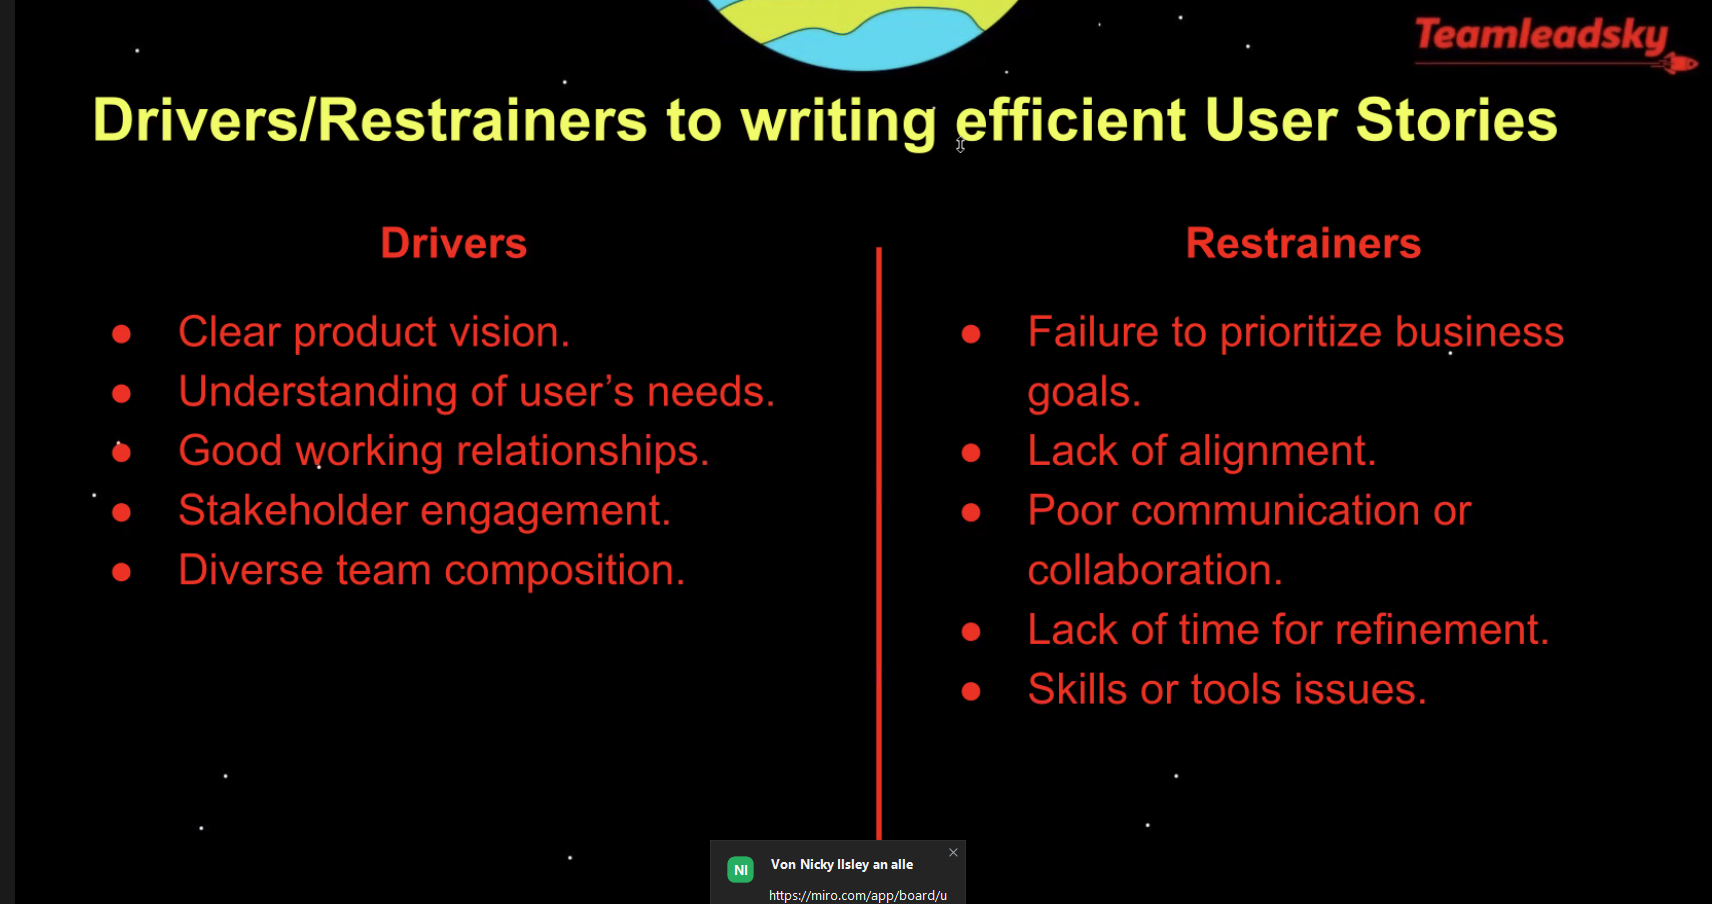 Teamleadsky
Drivers/Restrainers to writing efficient User Stories
Drivers
● Clear product vision.
● Understanding of user’s needs.
● Good working relationships.
● Stakeholder engagement.
● Diverse team composition.
Restrainers
● Failure to prioritize business
goals.
● Lack of alignment.
● Poor communication or
collaboration.
● Lack of time for refinement.
● Skills or tools issues.
NI
Von Nicky Ilsley an alle
https://miro.com/app/board/u